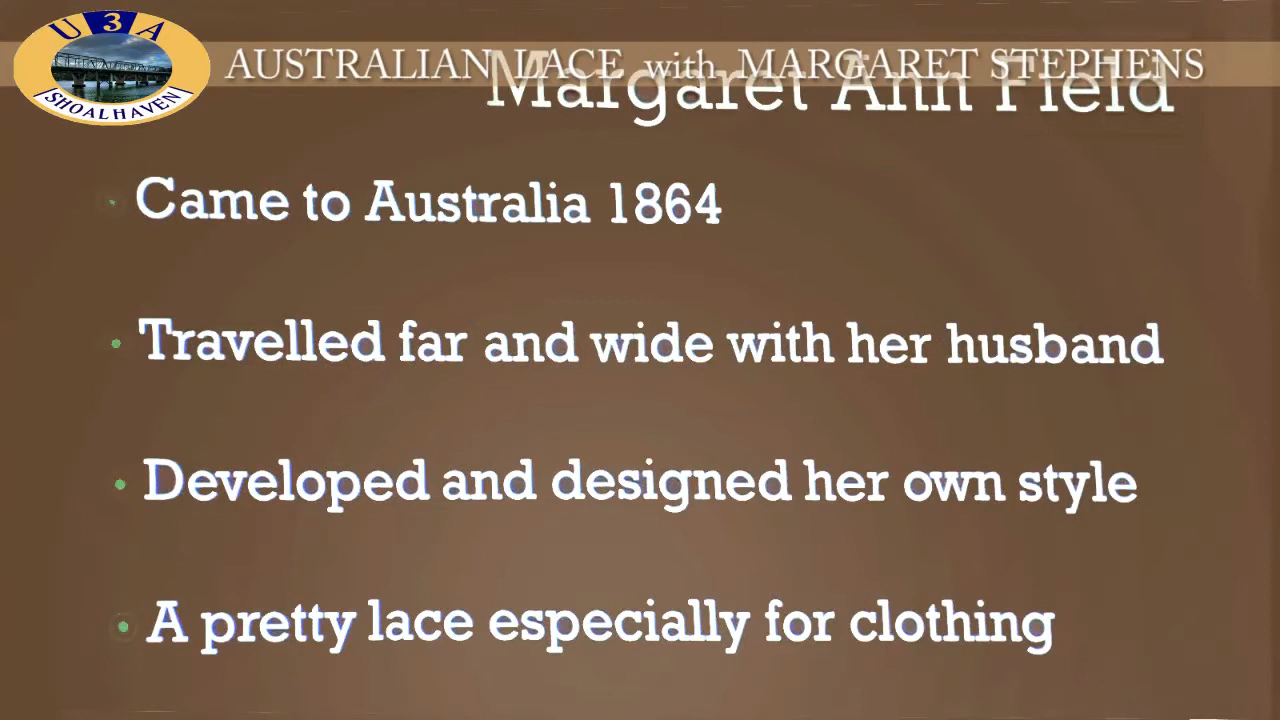 U 3 A
SHOALHAVEN
AUSTRALIAN LACE with MARGARET STEPHENS
Margaret Ann Field
Came to Australia 1864
Travelled far and wide with her husband
Developed and designed her own style
A pretty lace especially for clothing